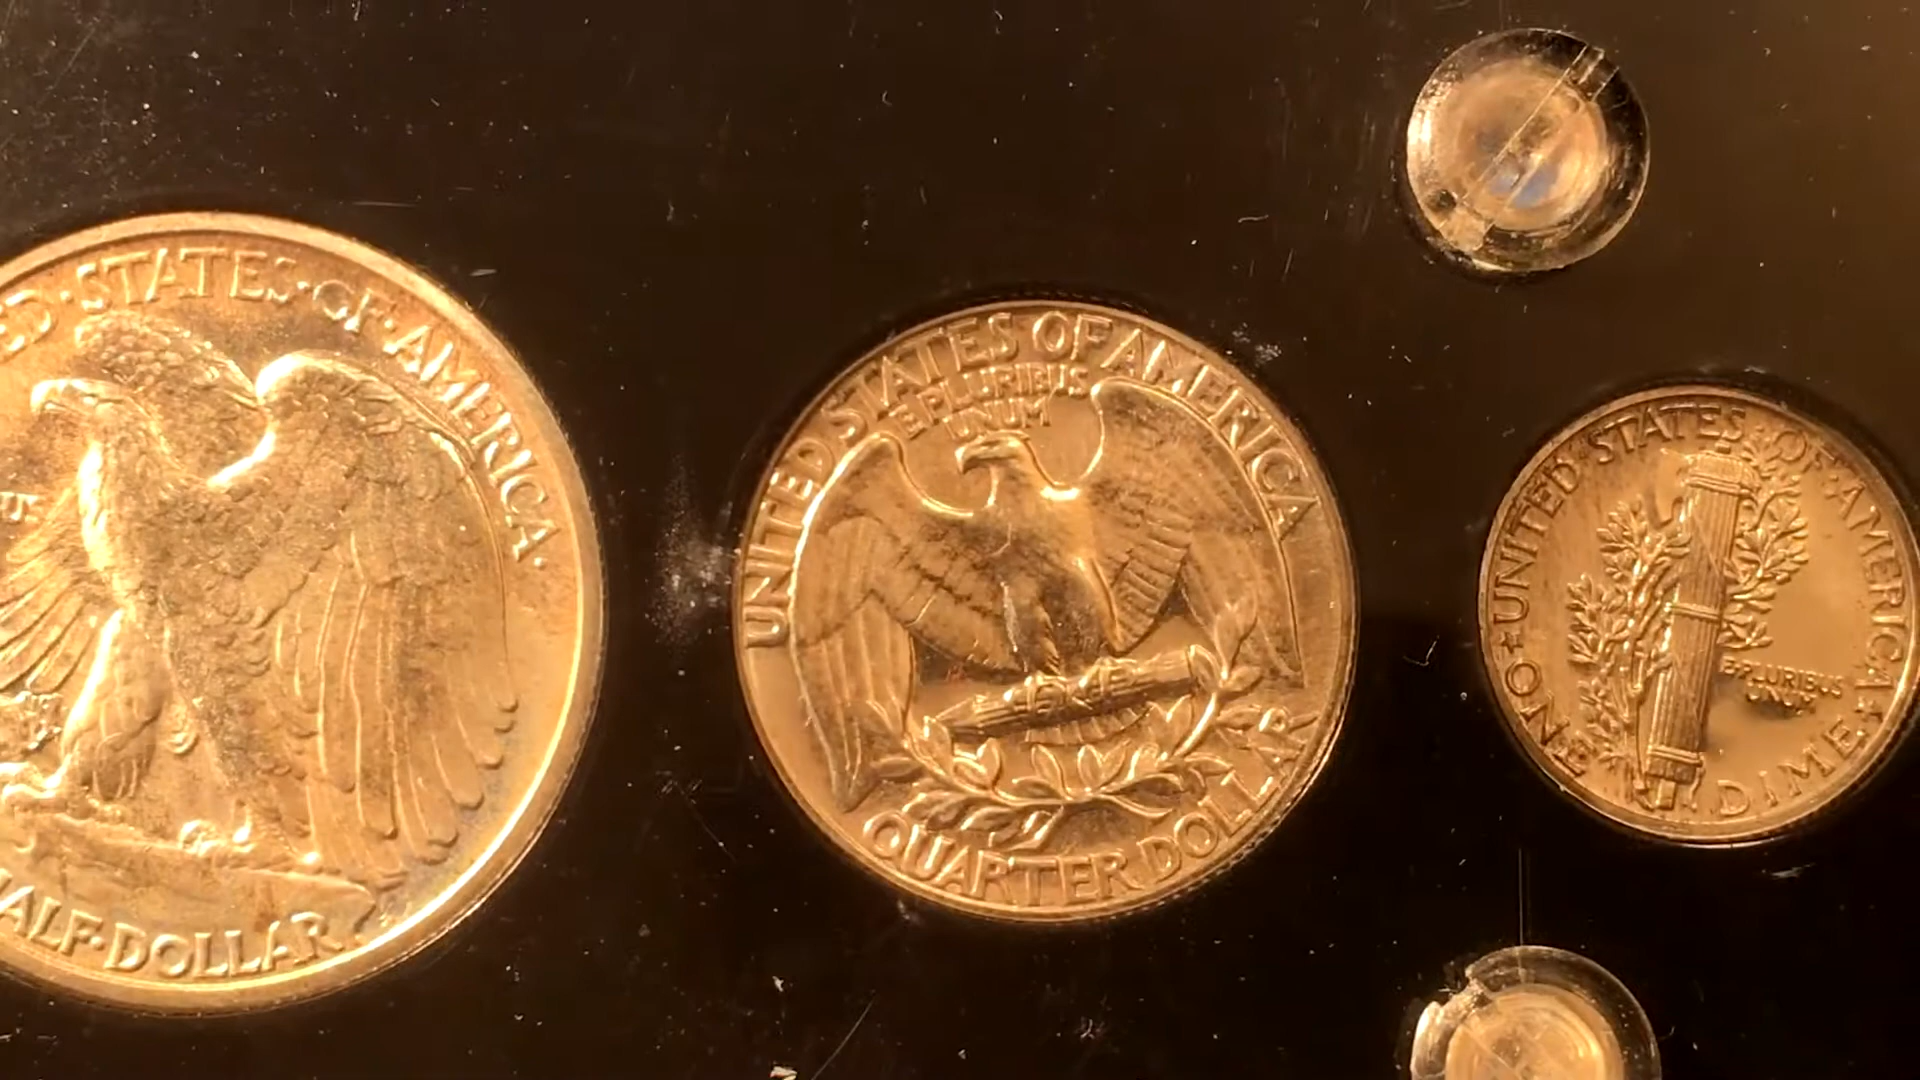 STATES·OF·AMERICA·
HALF·DOLLAR
UNITED STATES OF AMERICA
E PLURIBUS
UNUM
QUARTER DOLLAR
·UNITED·STATES·OF·AMERICA
E·PLURIBUS
UNUM
ONE DIME